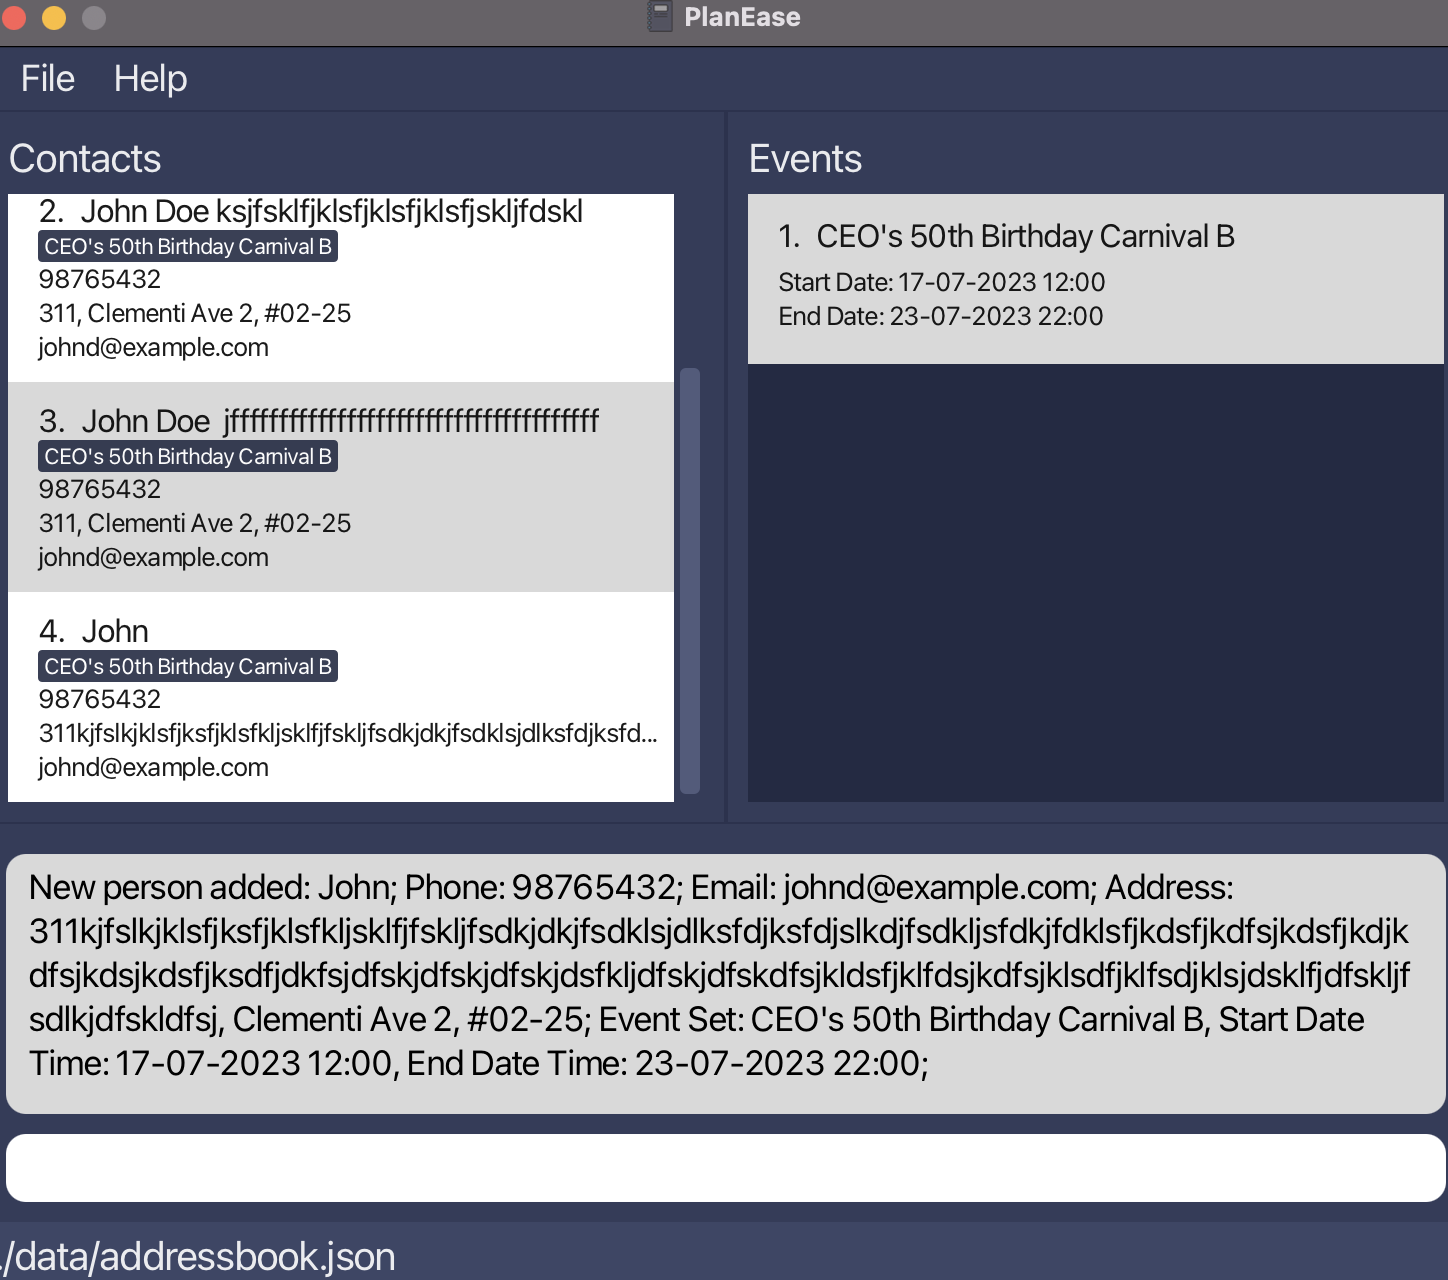 PlanEase
File Help
Contacts
2. John Doe ksjfsklfjklsfjklsfjklsfjskljfdskl
CEO's 50th Birthday Carnival B
98765432
311, Clementi Ave 2, #02-25
johnd@example.com
3. John Doe jfffffffffffffffffffffffffffffffffffffff
CEO's 50th Birthday Carnival B
98765432
311, Clementi Ave 2, #02-25
johnd@example.com
4. John
CEO's 50th Birthday Carnival B
98765432
311kjfslkjklsfjksfjklsfkljsklfjfskljfsdkjdkjfsdklsjdlksfdjksfd...
johnd@example.com
Events
1. CEO's 50th Birthday Carnival B
Start Date: 17-07-2023 12:00
End Date: 23-07-2023 22:00
New person added: John; Phone: 98765432; Email: johnd@example.com; Address:
311kjfslkjklsfjksfjklsfkljsklfjfskljfsdkjdkjfsdklsjdlksfdjksfdjslkdjfsdkljsfdkjfdklsfjkdsfjkdfsjkdsfjkdjk
dfsjkdsjkdsfjksdfjdkfsjdfskjdfskjdfskjdsfkljdfskjdfskdfsjkldsfjklfdsjkdfsjklsdfjklfsdjklsjdsklfjdfskljf
sdlkjdfskldfsj, Clementi Ave 2, #02-25; Event Set: CEO's 50th Birthday Carnival B, Start Date
Time: 17-07-2023 12:00, End Date Time: 23-07-2023 22:00;
./data/addressbook.json